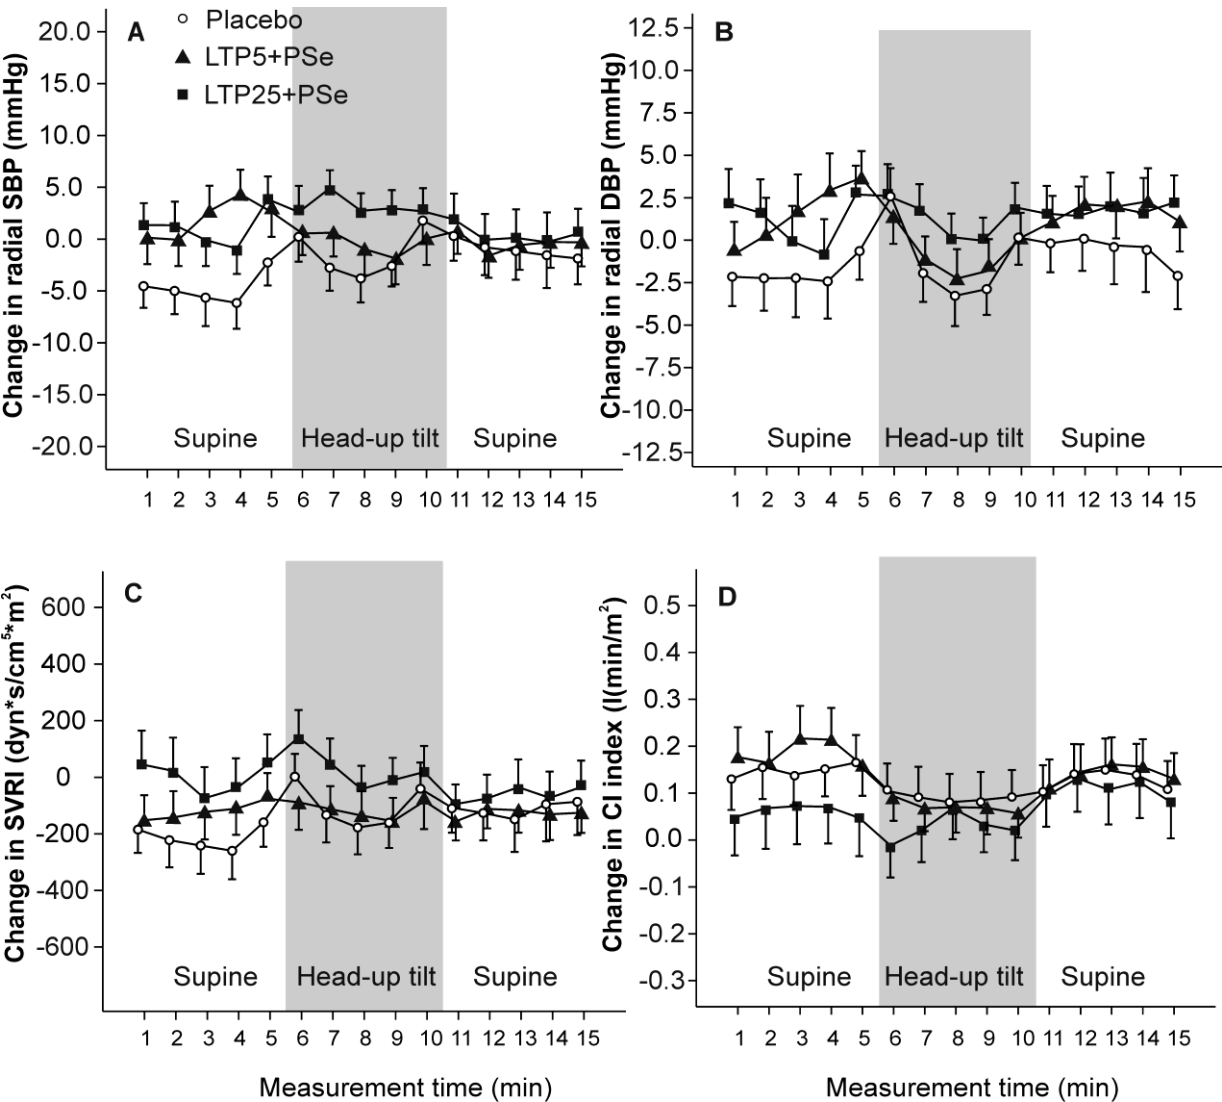 A
Placebo
LTP5+PSe
LTP25+PSe
Change in radial SBP (mmHg)
20.0
15.0
10.0
5.0
0.0
-5.0
-10.0
-15.0
-20.0
Supine Head-up tilt Supine
1 2 3 4 5 6 7 8 9 10 11 12 13 14 15
B
Change in radial DBP (mmHg)
12.5
10.0
7.5
5.0
2.5
0.0
-2.5
-5.0
-7.5
-10.0
-12.5
Supine Head-up tilt Supine
1 2 3 4 5 6 7 8 9 10 11 12 13 14 15
C
Change in SVRI (dyn*s/cm⁵*m²)
600
400
200
0
-200
-400
-600
Supine Head-up tilt Supine
1 2 3 4 5 6 7 8 9 10 11 12 13 14 15
Measurement time (min)
D
Change in CI index (l(min/m²)
0.5
0.4
0.3
0.2
0.1
0.0
-0.1
-0.2
-0.3
Supine Head-up tilt Supine
1 2 3 4 5 6 7 8 9 10 11 12 13 14 15
Measurement time (min)